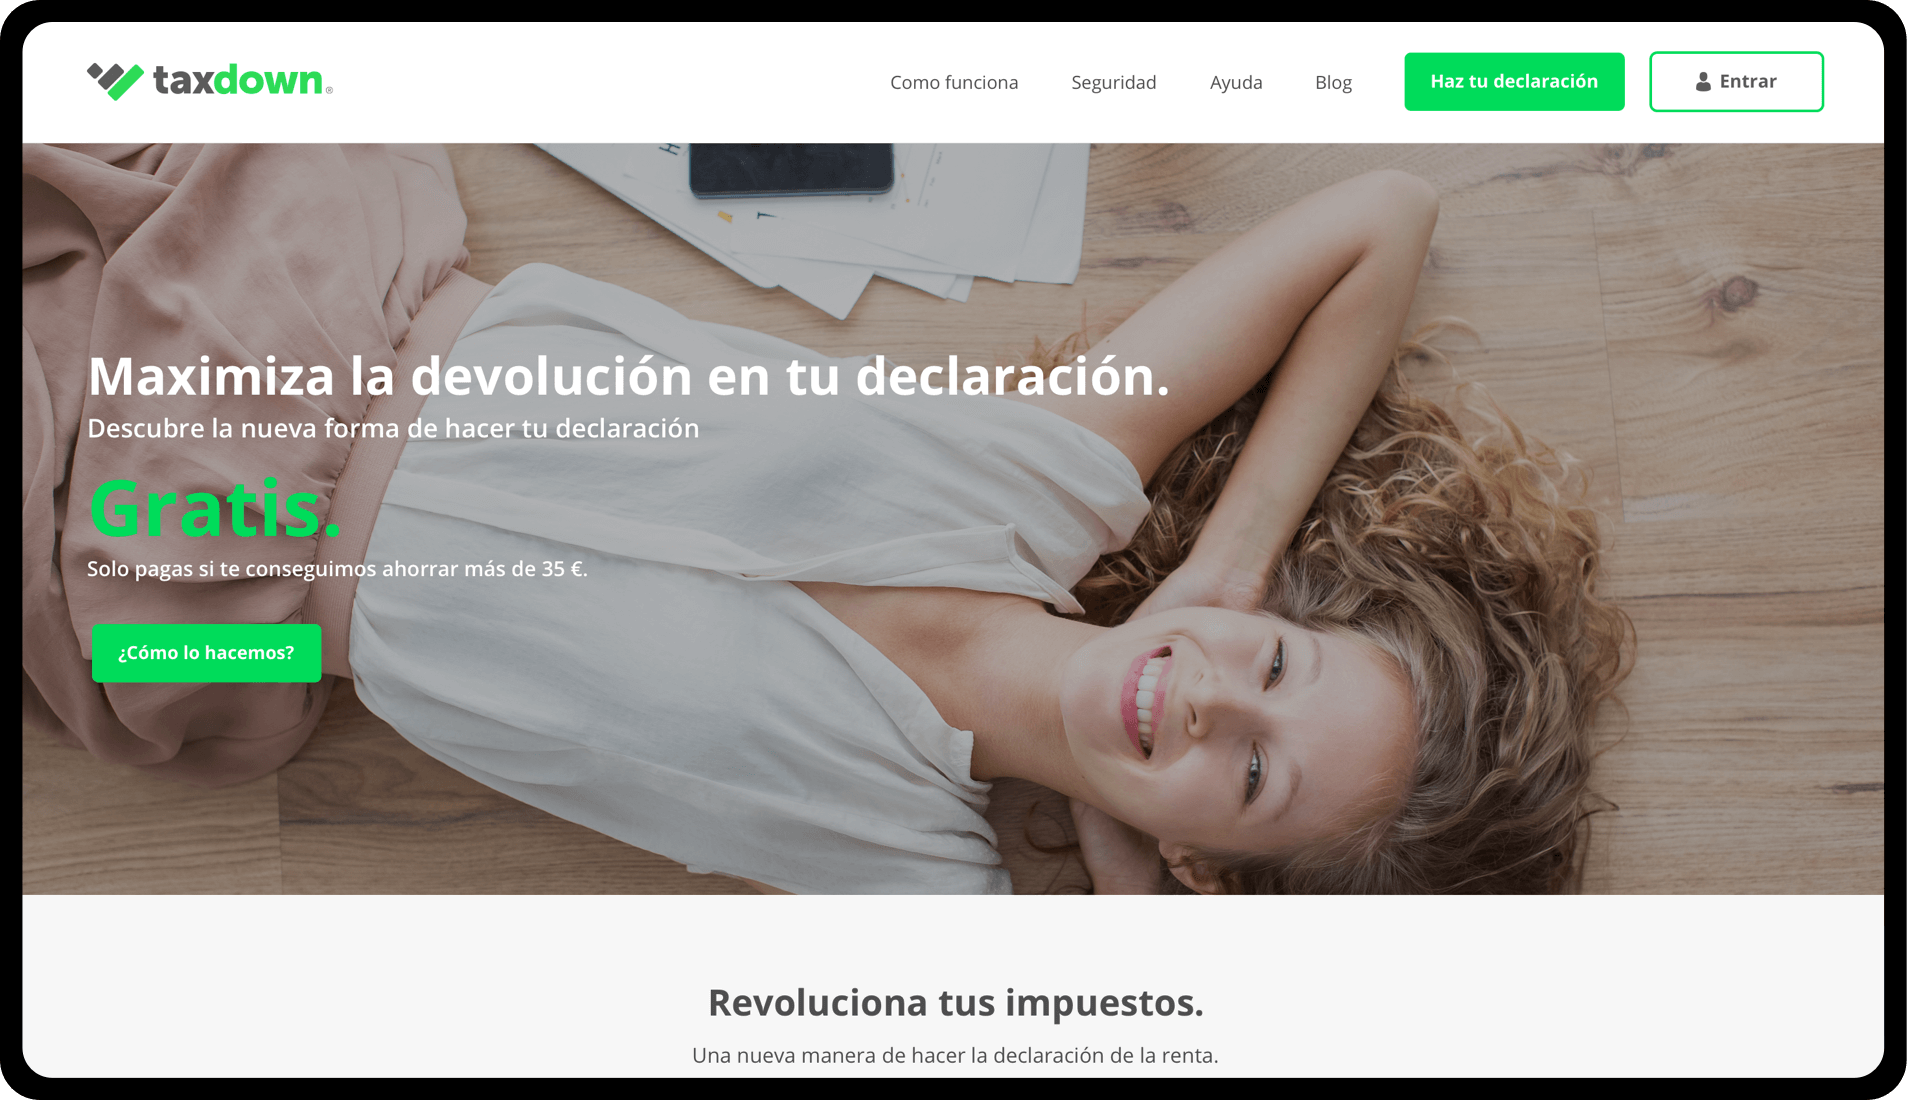 taxdown®
Como funciona
Seguridad
Ayuda
Blog
Haz tu declaración
Entrar
Maximiza la devolución en tu declaración.
Descubre la nueva forma de hacer tu declaración
Gratis.
Solo pagas si te conseguimos ahorrar más de 35 €.
¿Cómo lo hacemos?
Revoluciona tus impuestos.
Una nueva manera de hacer la declaración de la renta.